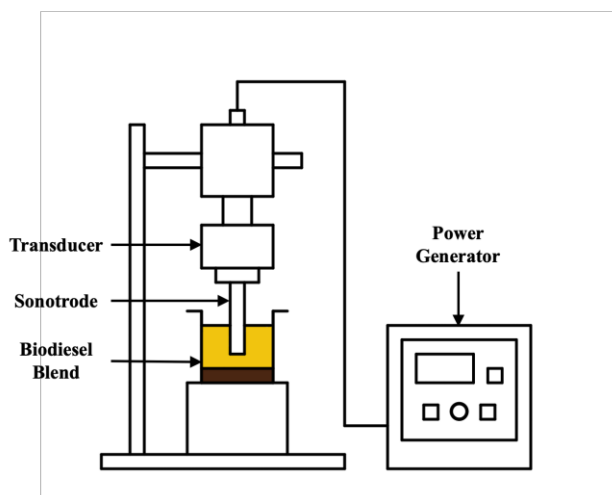 Transducer
Sonotrode
Biodiesel
Blend
Power
Generator